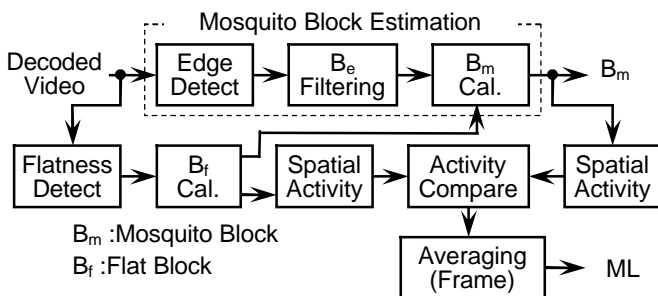 Mosquito Block Estimation
Decoded
Video
Edge
Detect
Be
Filtering
Bm
Cal.
Bm
Flatness
Detect
Bf
Cal.
Spatial
Activity
Activity
Compare
Spatial
Activity
Bm :Mosquito Block
Bf :Flat Block
Averaging
(Frame)
ML